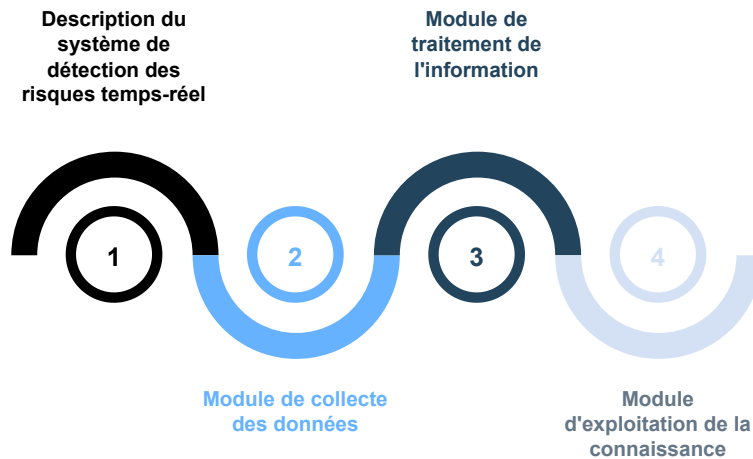 Description du
système de
détection des
risques temps-réel
1
Module de collecte
des données
2
Module de
traitement de
l'information
3
Module
d'exploitation de la
connaissance
4